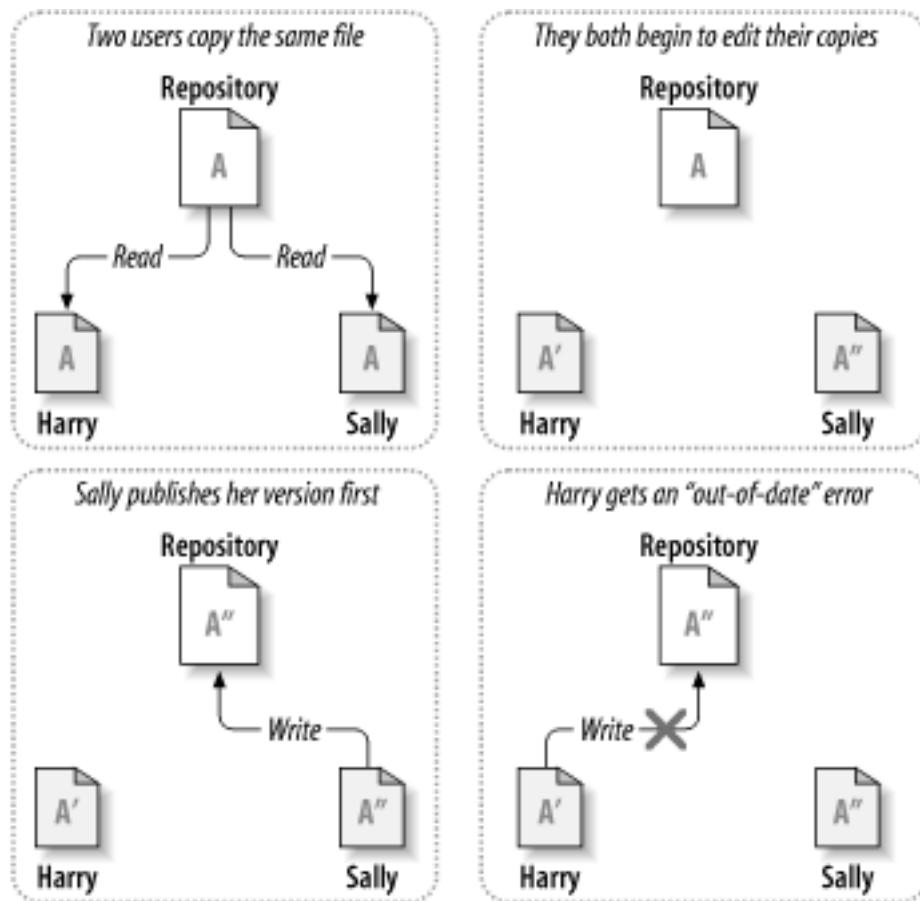 Two users copy the same file
Repository
A
Read Read
A A
Harry Sally
They both begin to edit their copies
Repository
A
A′ A″
Harry Sally
Sally publishes her version first
Repository
A″
Write
A′ A″
Harry Sally
Harry gets an “out-of-date” error
Repository
A″
Write
A′ A″
Harry Sally